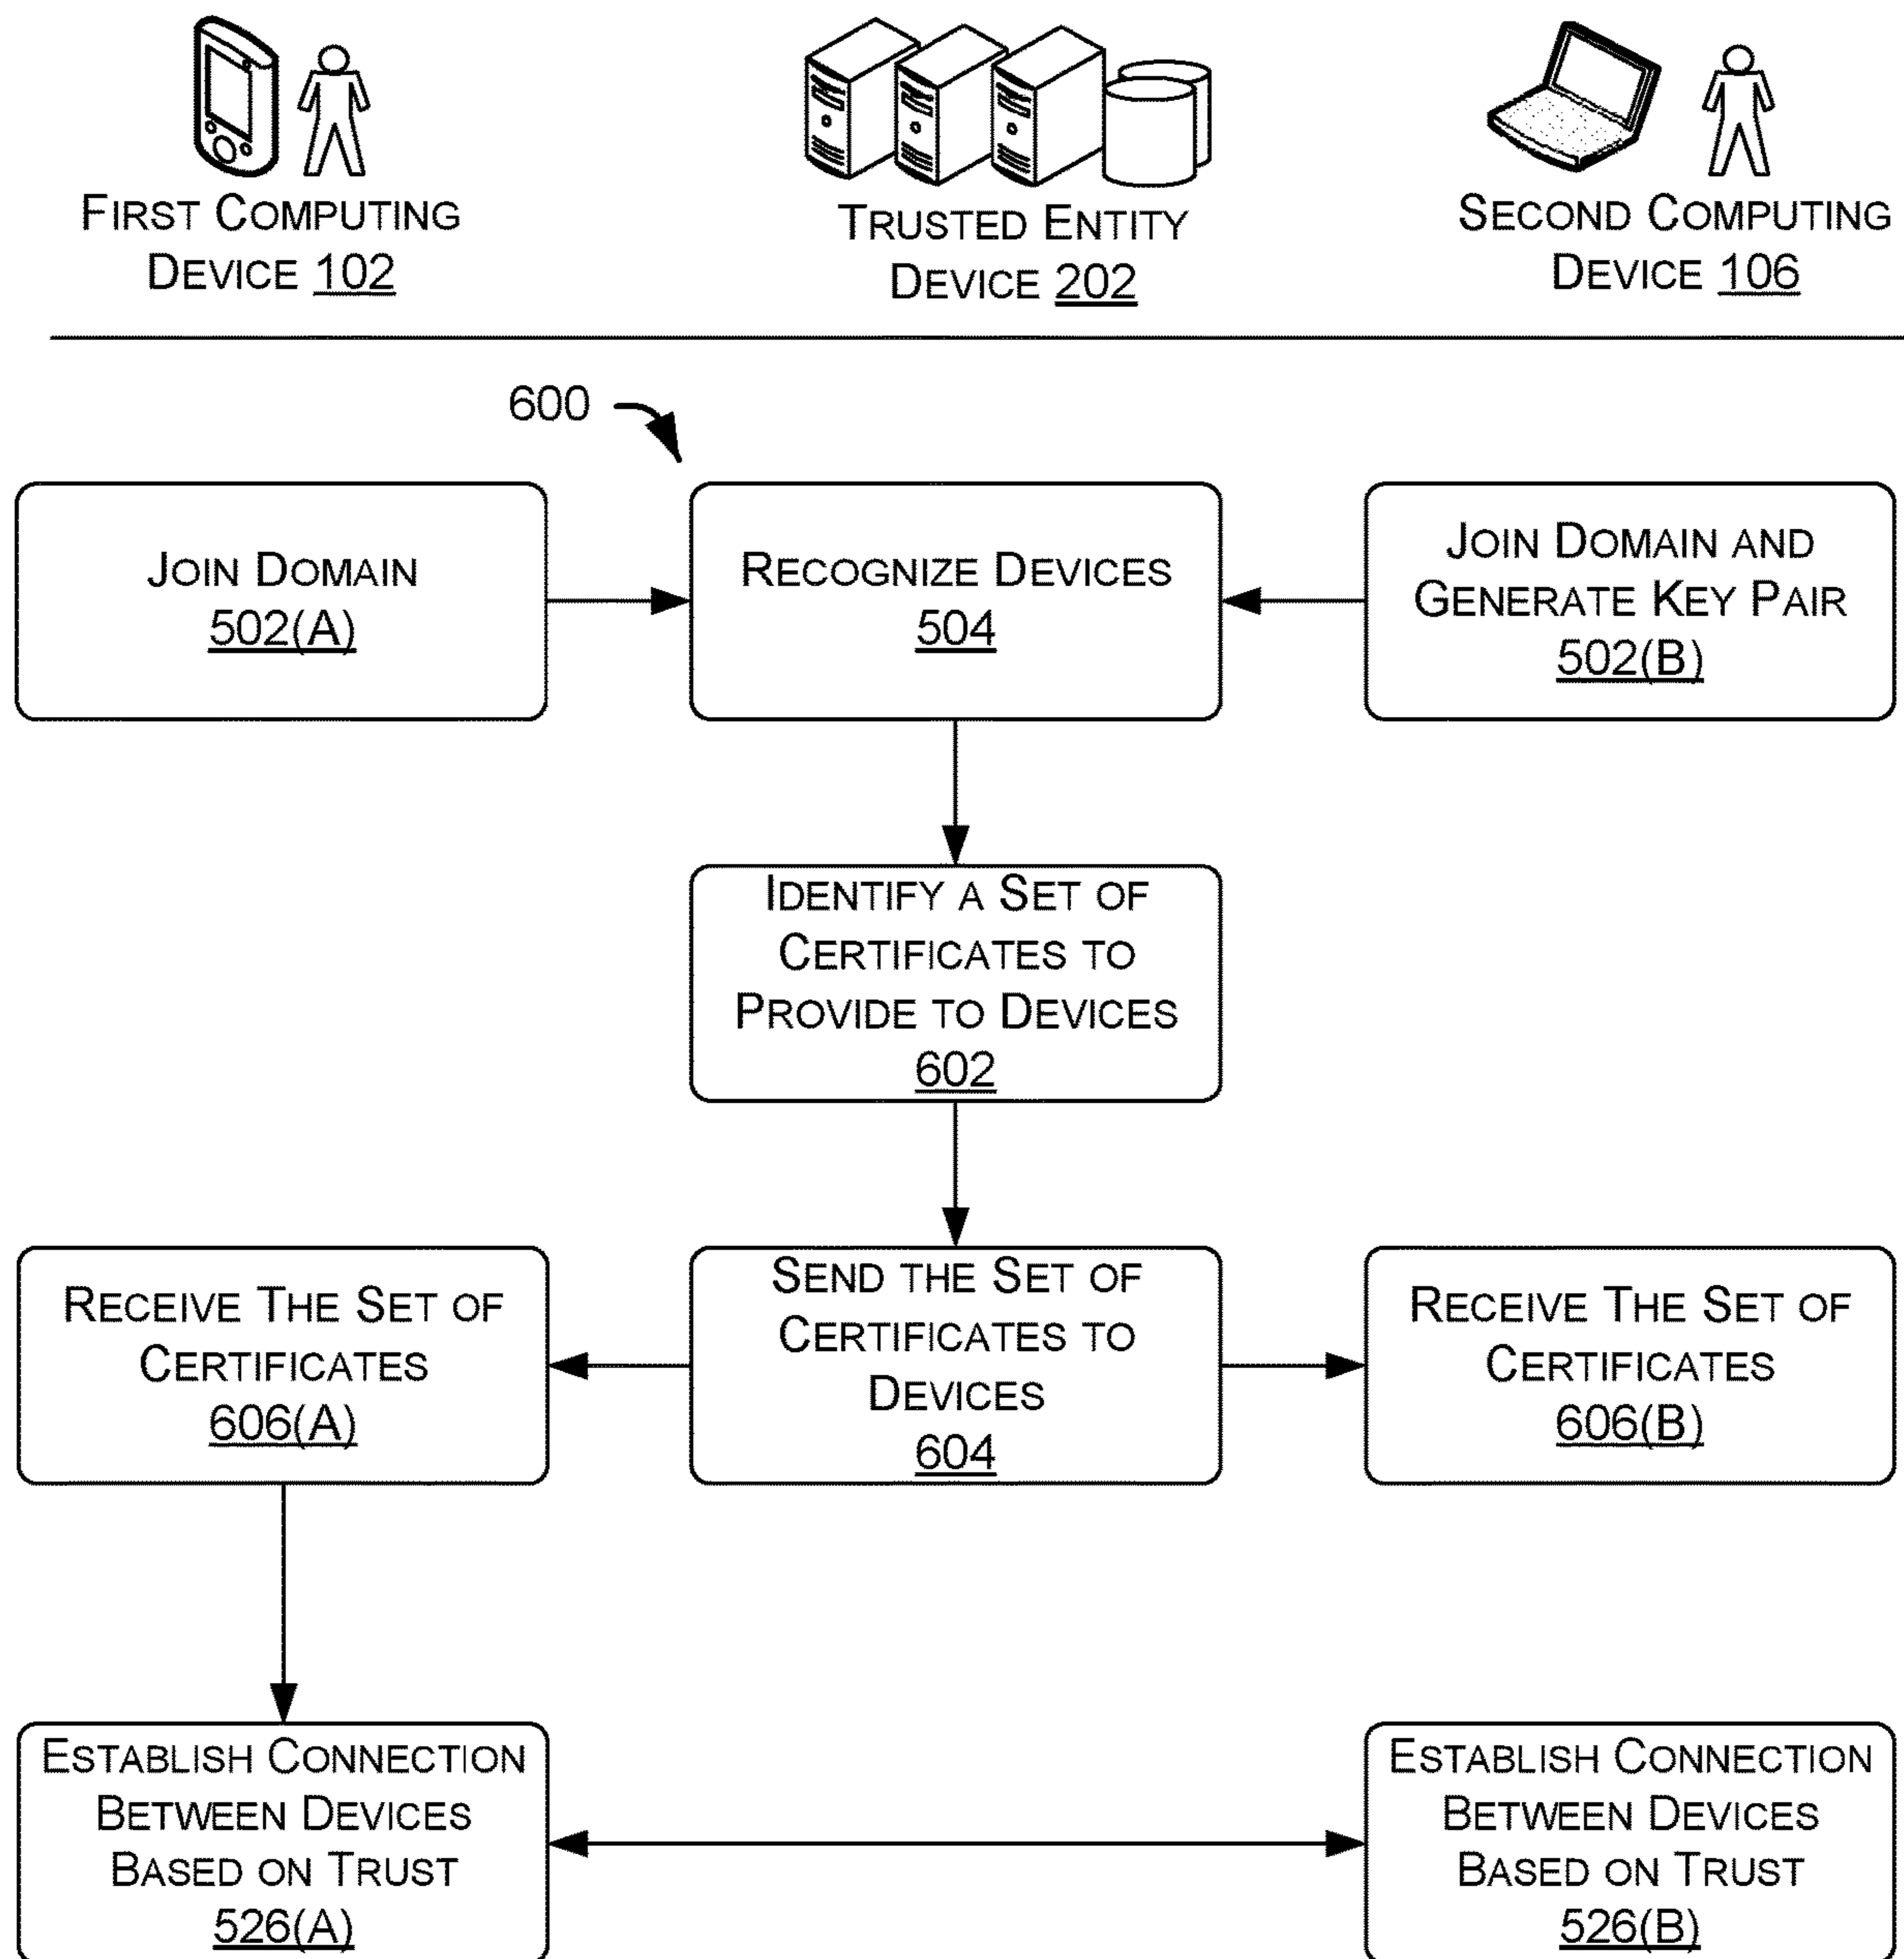 FIRST COMPUTING
DEVICE 102
TRUSTED ENTITY
DEVICE 202
SECOND COMPUTING
DEVICE 106
600
JOIN DOMAIN
502(A)
RECOGNIZE DEVICES
504
JOIN DOMAIN AND
GENERATE KEY PAIR
502(B)
IDENTIFY A SET OF
CERTIFICATES TO
PROVIDE TO DEVICES
602
RECEIVE THE SET OF
CERTIFICATES
606(A)
SEND THE SET OF
CERTIFICATES TO
DEVICES
604
RECEIVE THE SET OF
CERTIFICATES
606(B)
ESTABLISH CONNECTION
BETWEEN DEVICES
BASED ON TRUST
526(A)
ESTABLISH CONNECTION
BETWEEN DEVICES
BASED ON TRUST
526(B)